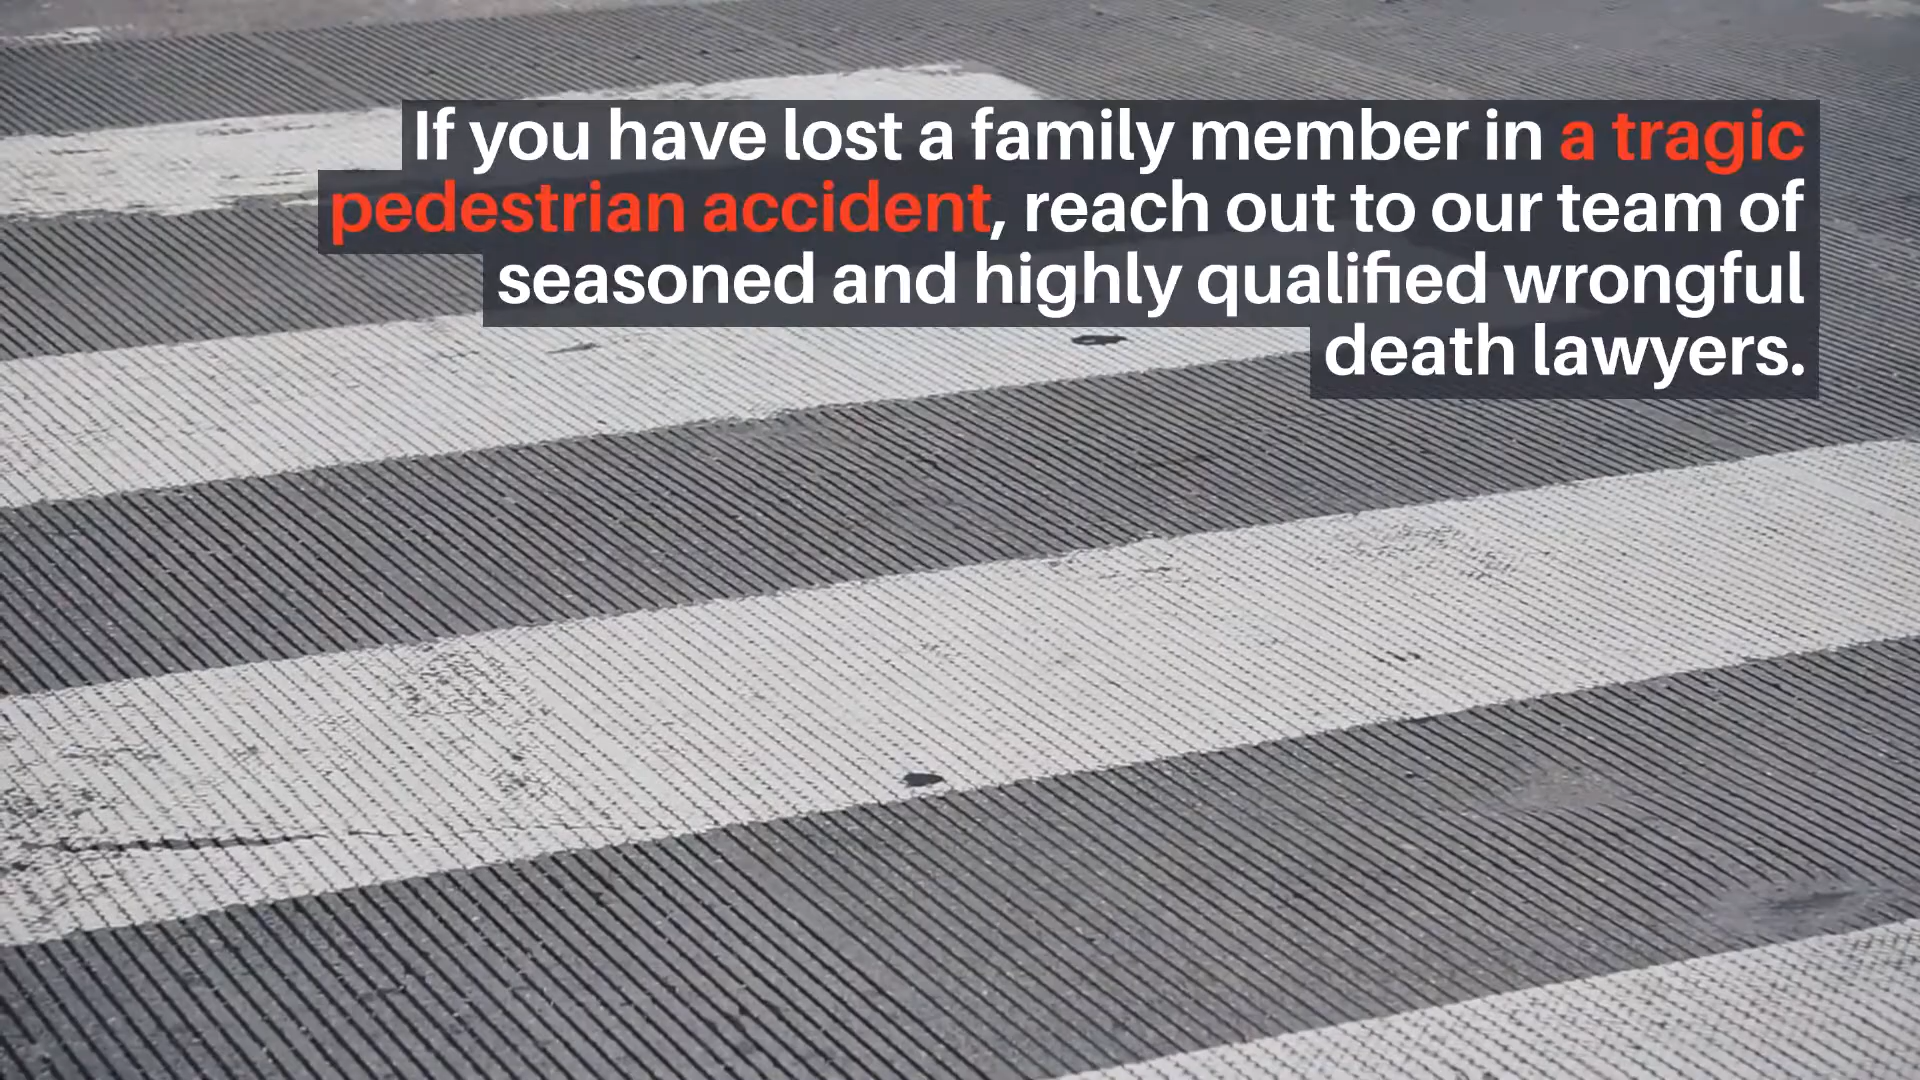 If you have lost a family member in a tragic
pedestrian accident, reach out to our team of
seasoned and highly qualified wrongful
death lawyers.